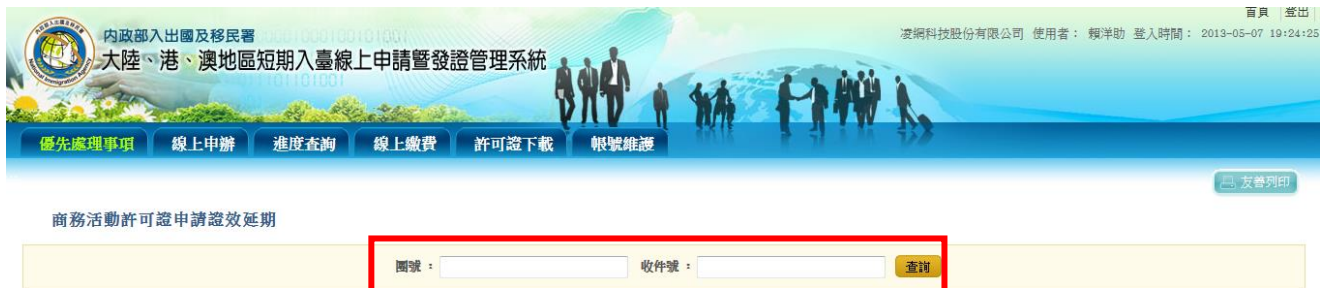 首頁 登出
內政部入出國及移民署
凌網科技股份有限公司 使用者： 賴洋助 登入時間： 2013-05-07 19:24:25
大陸、港、澳地區短期入臺線上申請暨發證管理系統
優先處理事項 線上申辦 進度查詢 線上繳費 許可證下載 帳號維護
友善列印
商務活動許可證申請證效延期
團號： 收件號： 查詢